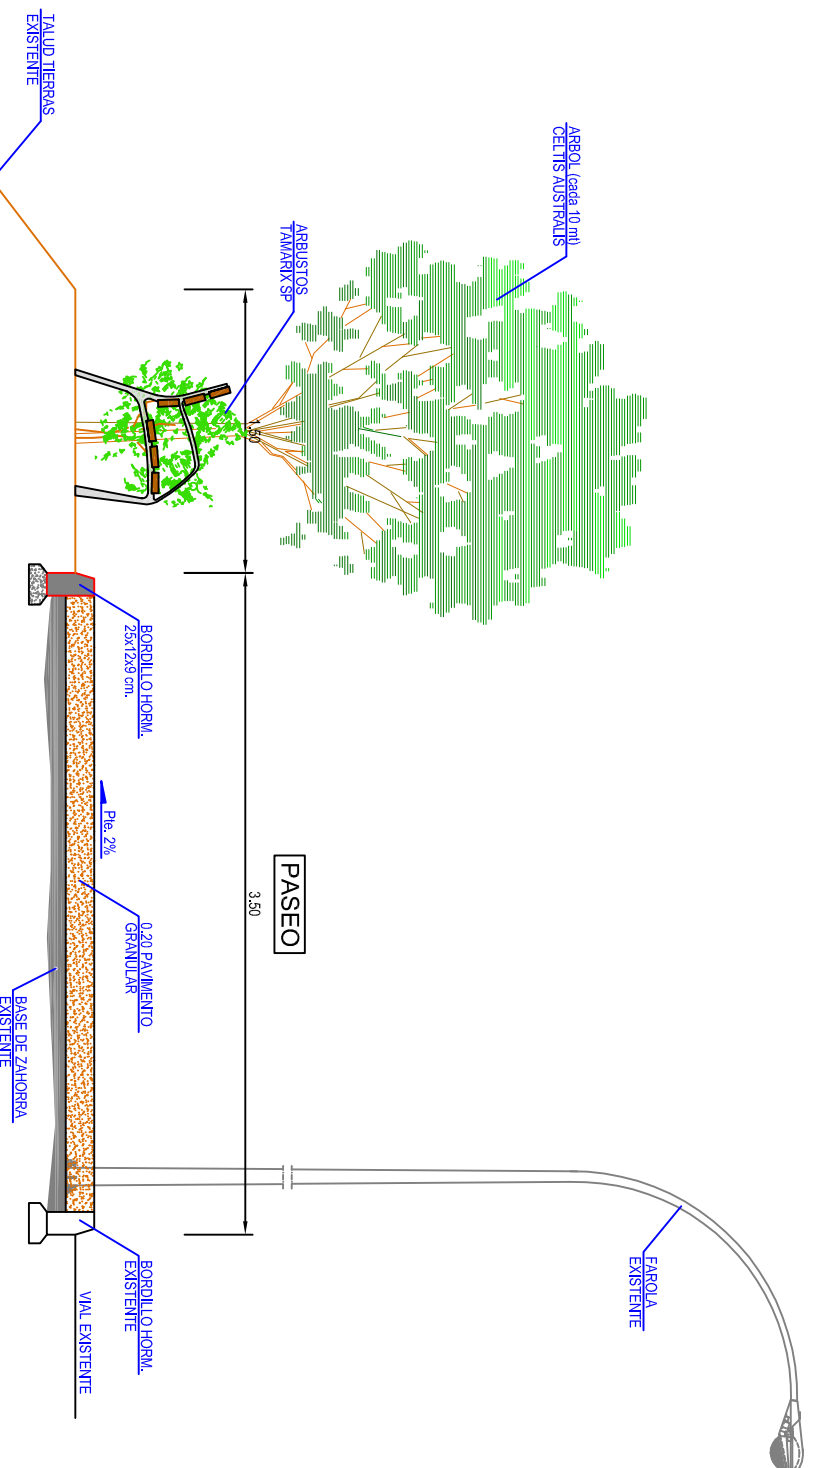 TALUD TIERRAS
EXISTENTE
ARBOL (cada 10 mt)
CELTIS AUSTRALIS
ARBUSTOS
TAMARIX SP
1.50
BORDILLO HORM.
25x12x9 cm.
Pte. 2%
PASEO
3.50
0.20 PAVIMENTO
GRANULAR
BASE DE ZAHORRA
EXISTENTE
FAROLA
EXISTENTE
BORDILLO HORM.
EXISTENTE
VIAL EXISTENTE